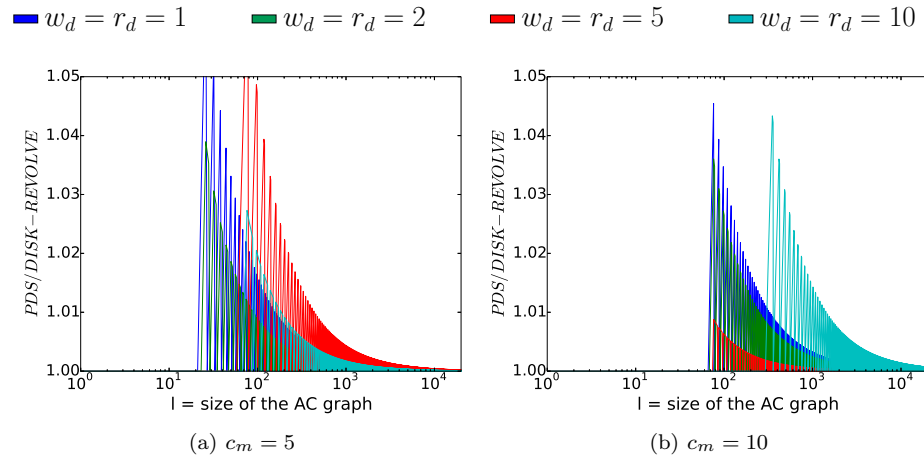 w_d = r_d = 1 w_d = r_d = 2 w_d = r_d = 5 w_d = r_d = 10
PDS/DISK−REVOLVE
1.05
1.04
1.03
1.02
1.01
1.00
10^0 10^1 10^2 10^3 10^4
l = size of the AC graph
(a) c_m = 5
PDS/DISK−REVOLVE
1.05
1.04
1.03
1.02
1.01
1.00
10^0 10^1 10^2 10^3 10^4
l = size of the AC graph
(b) c_m = 10